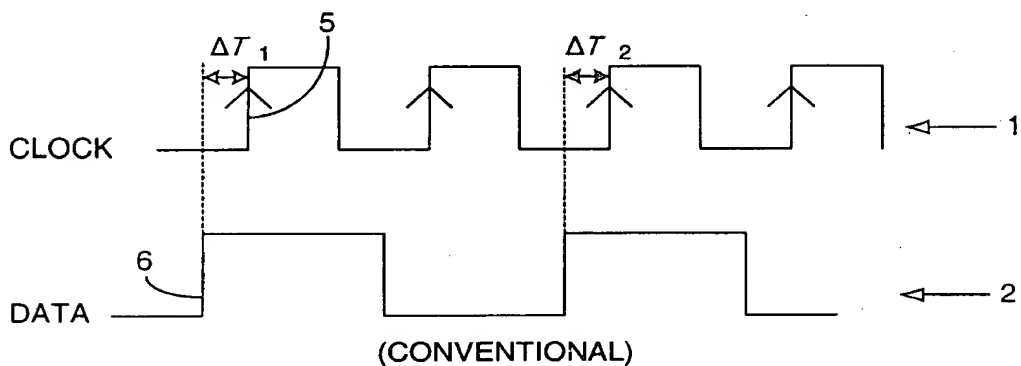 5
ΔT 1
ΔT 2
CLOCK
1
6
DATA
2
(CONVENTIONAL)